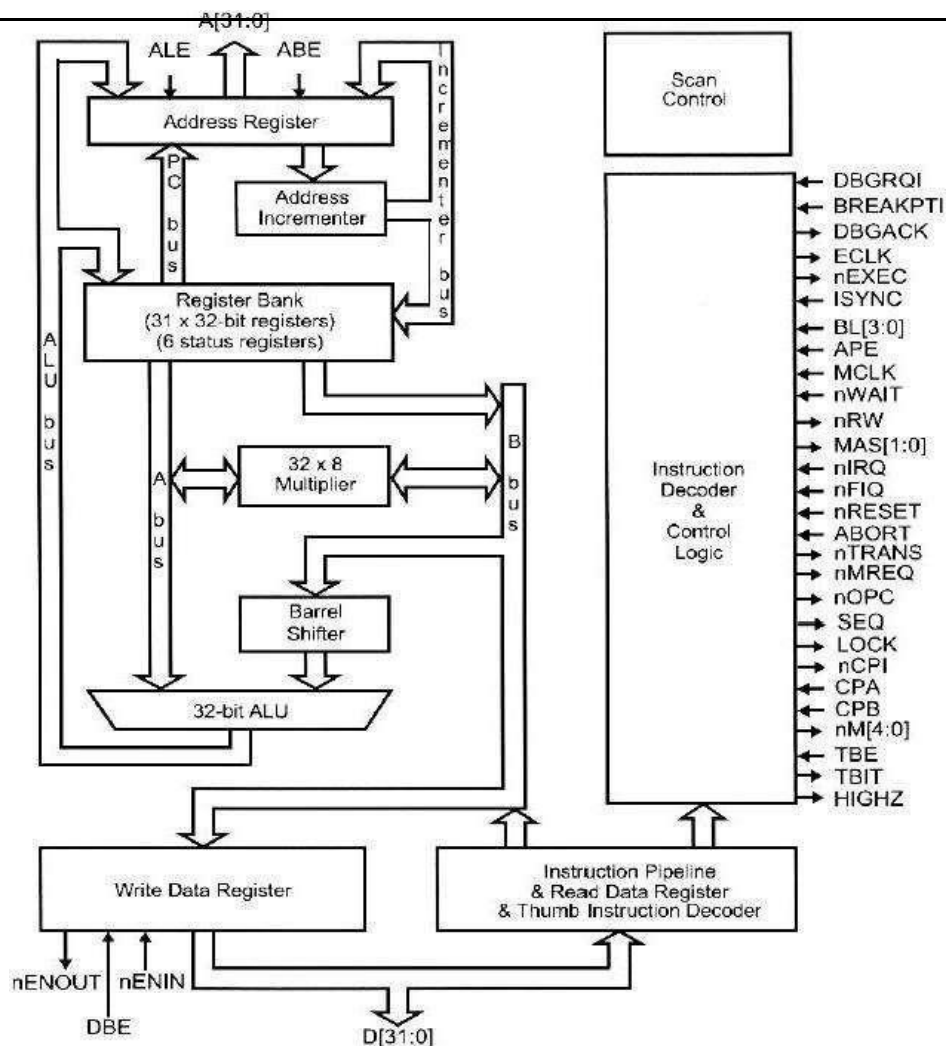 A[31:0]
ALE
ABE
Incrementer bus
Address Register
Scan
Control
PC bus
Address
Incrementer
Register Bank
(31 x 32-bit registers)
(6 status registers)
ALU bus
A bus
B bus
32 x 8
Multiplier
Barrel
Shifter
32-bit ALU
Instruction
Decoder
&
Control
Logic
DBGRQI
BREAKPTI
DBGACK
ECLK
nEXEC
ISYNC
BL[3:0]
APE
MCLK
nWAIT
nRW
MAS[1:0]
nIRQ
nFIQ
nRESET
ABORT
nTRANS
nMREQ
nOPC
SEQ
LOCK
nCPI
CPA
CPB
nM[4:0]
TBE
TBIT
HIGHZ
Write Data Register
Instruction Pipeline
& Read Data Register
& Thumb Instruction Decoder
nENOUT
nENIN
DBE
D[31:0]